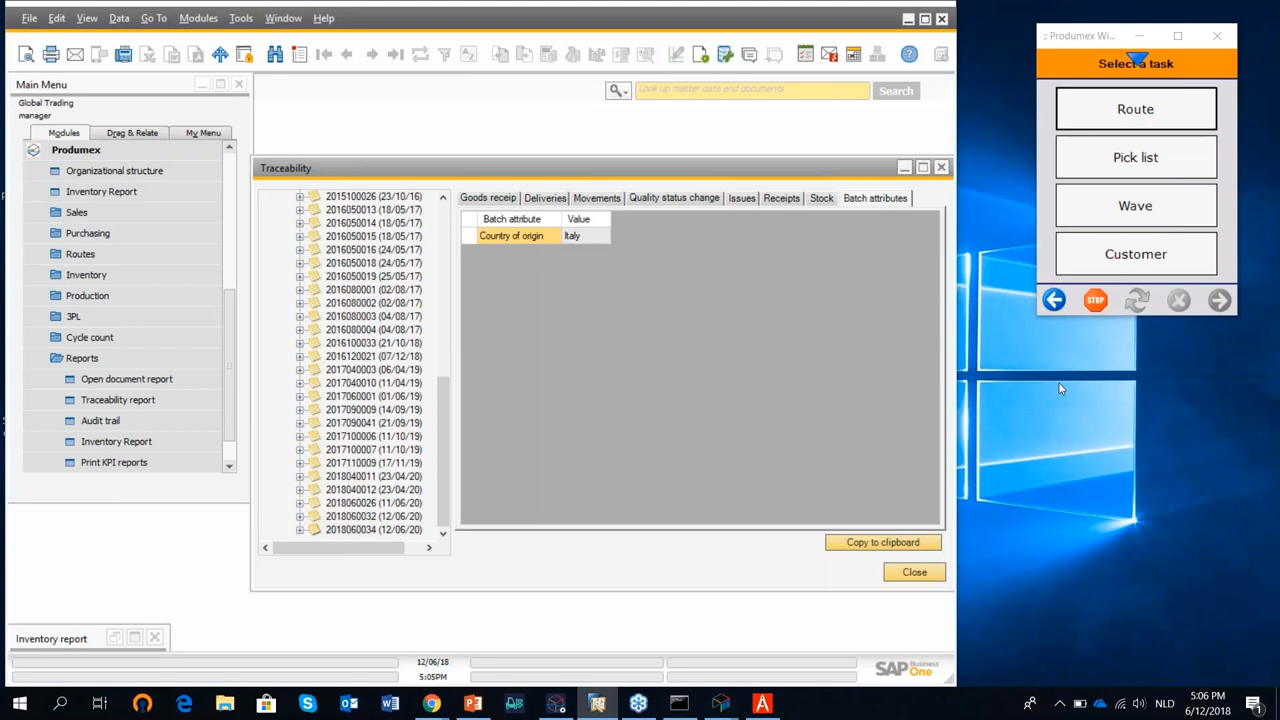 File Edit View Data Go To Modules Tools Window Help
Main Menu
Global Trading
manager
Modules Drag & Relate My Menu
Produmex
Organizational structure
Inventory Report
Sales
Purchasing
Routes
Inventory
Production
3PL
Cycle count
Reports
Open document report
Traceability report
Audit trail
Inventory Report
Print KPI reports
Look up master data and documents Search
Traceability
2015100026 (23/10/16)
2016050013 (18/05/17)
2016050014 (18/05/17)
2016050015 (18/05/17)
2016050016 (24/05/17)
2016050018 (24/05/17)
2016050019 (25/05/17)
2016080001 (02/08/17)
2016080002 (02/08/17)
2016080003 (04/08/17)
2016080004 (04/08/17)
2016100033 (21/10/18)
2016120021 (07/12/18)
2017040003 (06/04/19)
2017040010 (11/04/19)
2017060001 (01/06/19)
2017090009 (14/09/19)
2017090041 (21/09/19)
2017100006 (11/10/19)
2017100007 (11/10/19)
2017110009 (17/11/19)
2018040011 (23/04/20)
2018040012 (23/04/20)
2018060026 (11/06/20)
2018060032 (12/06/20)
2018060034 (12/06/20)
Goods receip Deliveries Movements Quality status change Issues Receipts Stock Batch attributes
Batch attribute Value
Country of origin Italy
Copy to clipboard
Close
Inventory report
12/06/18
5:05PM
SAP Business One
:: Produmex Wi...
Select a task
Route
Pick list
Wave
Customer
STOP
NLD
5:06 PM
6/12/2018
1